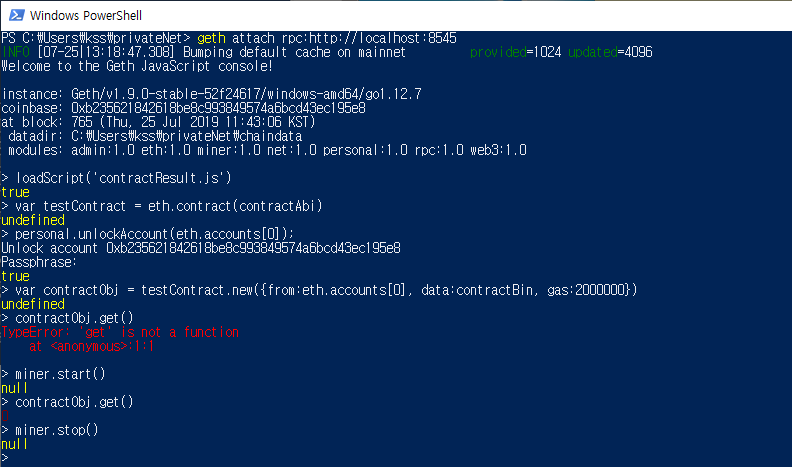 Windows PowerShell
PS C:₩Users₩kss₩privateNet> geth attach rpc:http://localhost:8545
INFO [07-25|13:18:47.308] Bumping default cache on mainnet provided=1024 updated=4096
Welcome to the Geth JavaScript console!
instance: Geth/v1.9.0-stable-52f24617/windows-amd64/go1.12.7
coinbase: 0xb235621842618be8c993849574a6bcd43ec195e8
at block: 765 (Thu, 25 Jul 2019 11:43:06 KST)
datadir: C:₩Users₩kss₩privateNet₩chaindata
modules: admin:1.0 eth:1.0 miner:1.0 net:1.0 personal:1.0 rpc:1.0 web3:1.0
> loadScript('contractResult.js')
true
> var testContract = eth.contract(contractAbi)
undefined
> personal.unlockAccount(eth.accounts[0]);
Unlock account 0xb235621842618be8c993849574a6bcd43ec195e8
Passphrase:
true
> var contractObj = testContract.new({from:eth.accounts[0], data:contractBin, gas:2000000})
undefined
> contractObj.get()
TypeError: 'get' is not a function
at <anonymous>:1:1
> miner.start()
null
> contractObj.get()
0
> miner.stop()
null
>